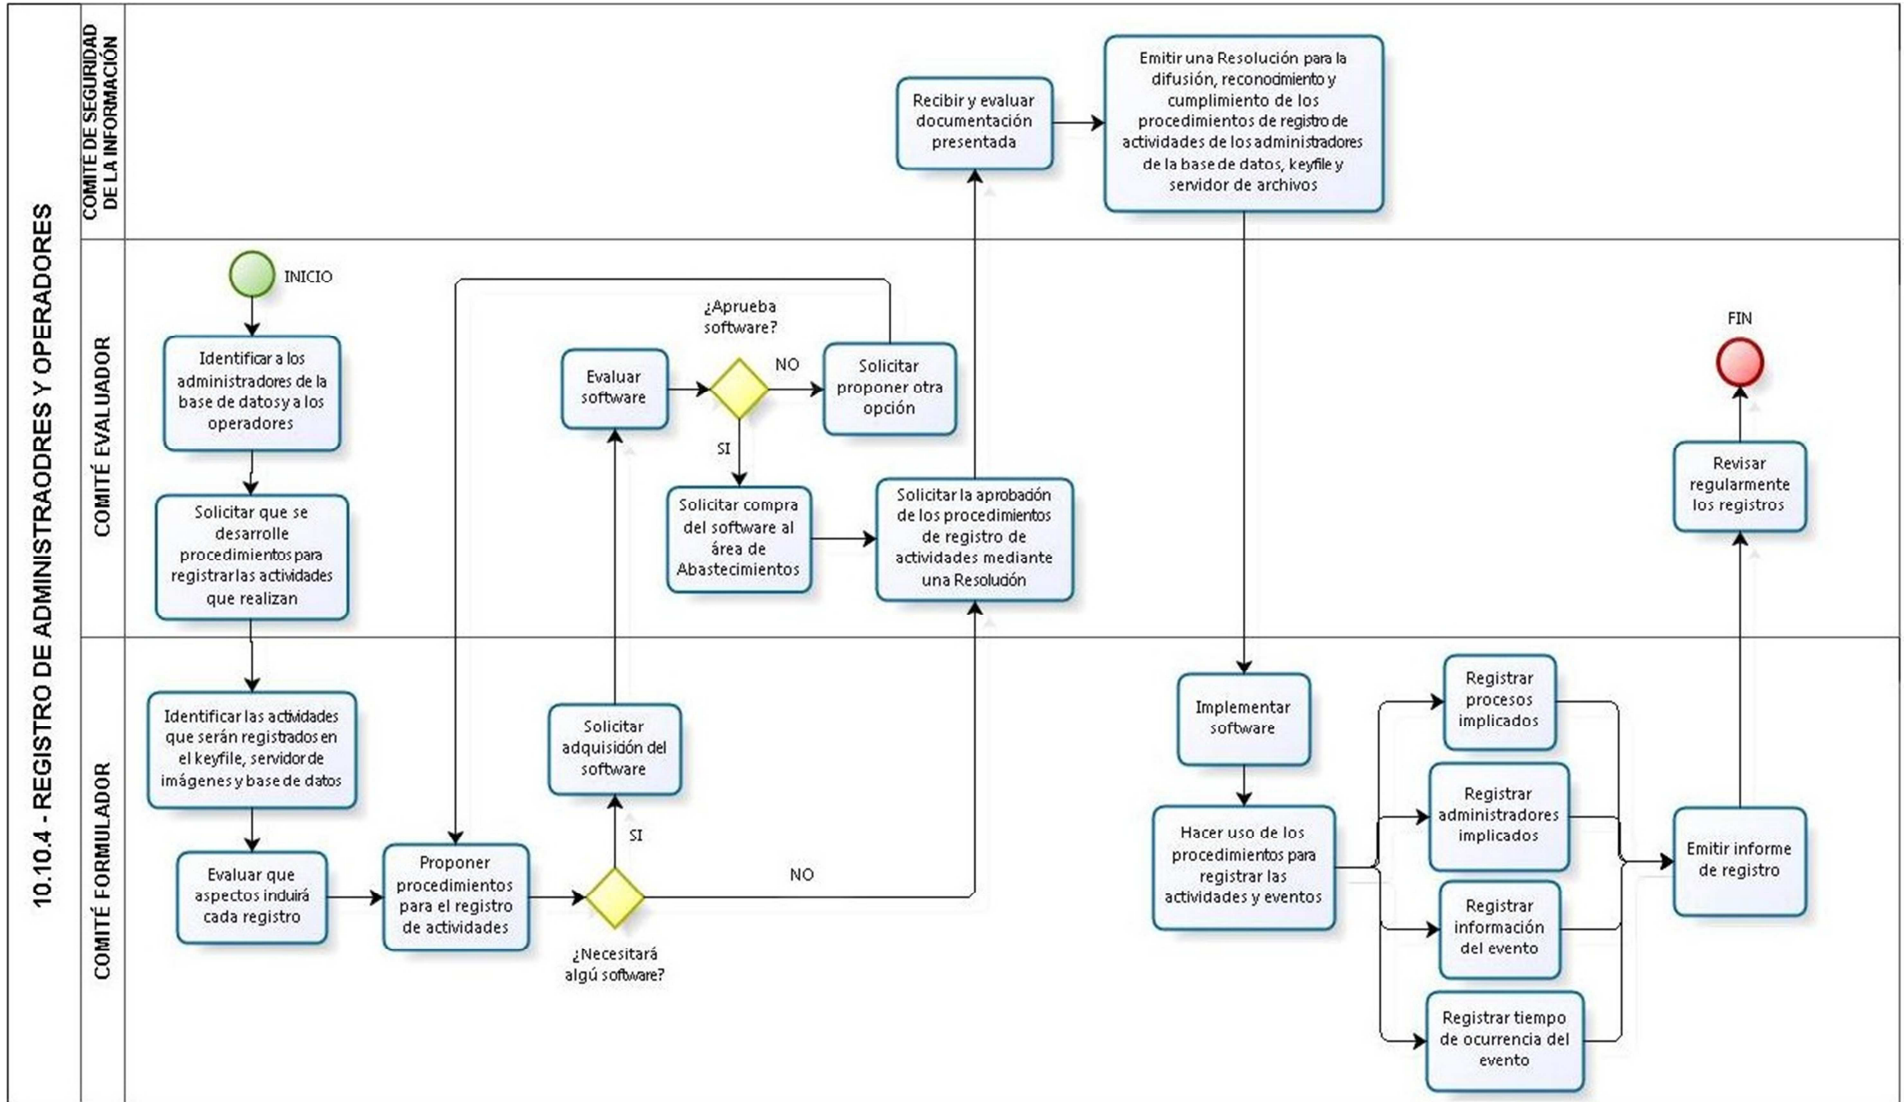 10.10.4 - REGISTRO DE ADMINISTRAODRES Y OPERADORES
COMITÉ DE SEGURIDAD
DE LA INFORMACIÓN
Recibir y evaluar
documentación
presentada
Emitir una Resolución para la
difusión, reconocimiento y
cumplimiento de los
procedimientos de registro de
actividades de los administradores
de la base de datos, keyfile y
servidor de archivos
COMITÉ EVALUADOR
INICIO
Identificar a los
administradores de la
base de datos y a los
operadores
Solicitar que se
desarrolle
procedimientos para
registrar las actividades
que realizan
Evaluar
software
¿Aprueba
software?
NO
SI
Solicitar
proponer otra
opción
Solicitar compra
del software al
área de
Abastecimientos
Solicitar la aprobación
de los procedimientos
de registro de
actividades mediante
una Resolución
FIN
Revisar
regularmente
los registros
COMITÉ FORMULADOR
Identificar las actividades
que serán registrados en
el keyfile, servidor de
imágenes y base de datos
Evaluar que
aspectos incluirá
cada registro
Proponer
procedimientos
para el registro
de actividades
Solicitar
adquisición del
software
SI
NO
¿Necesitará
algú software?
Implementar
software
Hacer uso de los
procedimientos para
registrar las
actividades y eventos
Registrar
procesos
implicados
Registrar
administradores
implicados
Registrar
información
del evento
Registrar tiempo
de ocurrencia del
evento
Emitir informe
de registro